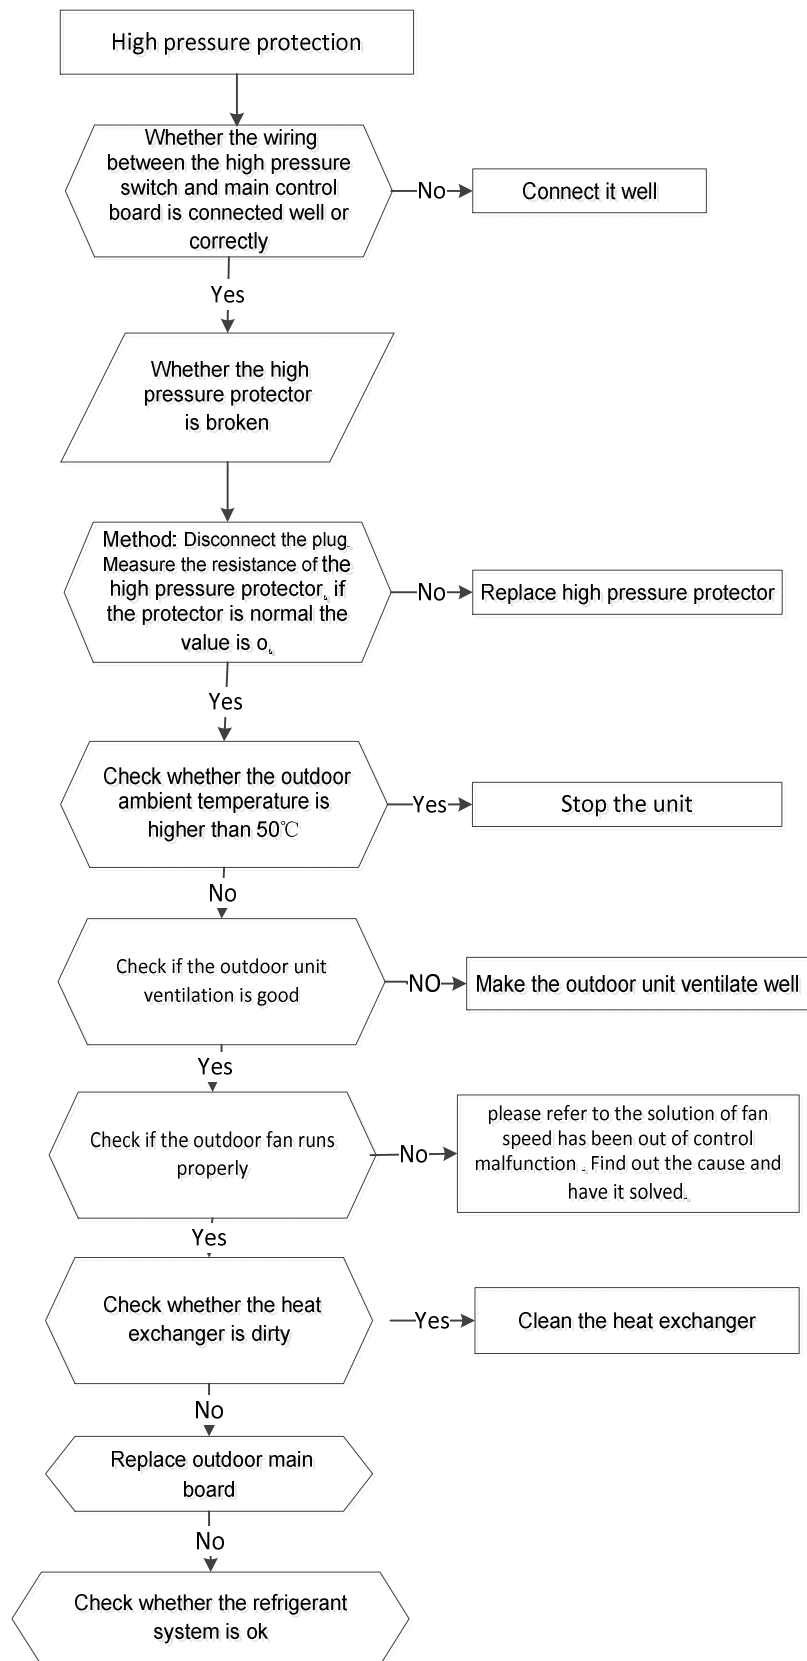 High pressure protection
Whether the wiring
between the high pressure
switch and main control
board is connected well or
correctly
No
Connect it well
Yes
Whether the high
pressure protector
is broken
Method: Disconnect the plug.
Measure the resistance of the
high pressure protector, if
the protector is normal the
value is o,
No
Replace high pressure protector
Yes
Check whether the outdoor
ambient temperature is
higher than 50℃
Yes
Stop the unit
No
Check if the outdoor unit
ventilation is good
NO
Make the outdoor unit ventilate well
Yes
Check if the outdoor fan runs
properly
No
please refer to the solution of fan
speed has been out of control
malfunction . Find out the cause and
have it solved.
Yes
Check whether the heat
exchanger is dirty
Yes
Clean the heat exchanger
No
Replace outdoor main
board
No
Check whether the refrigerant
system is ok